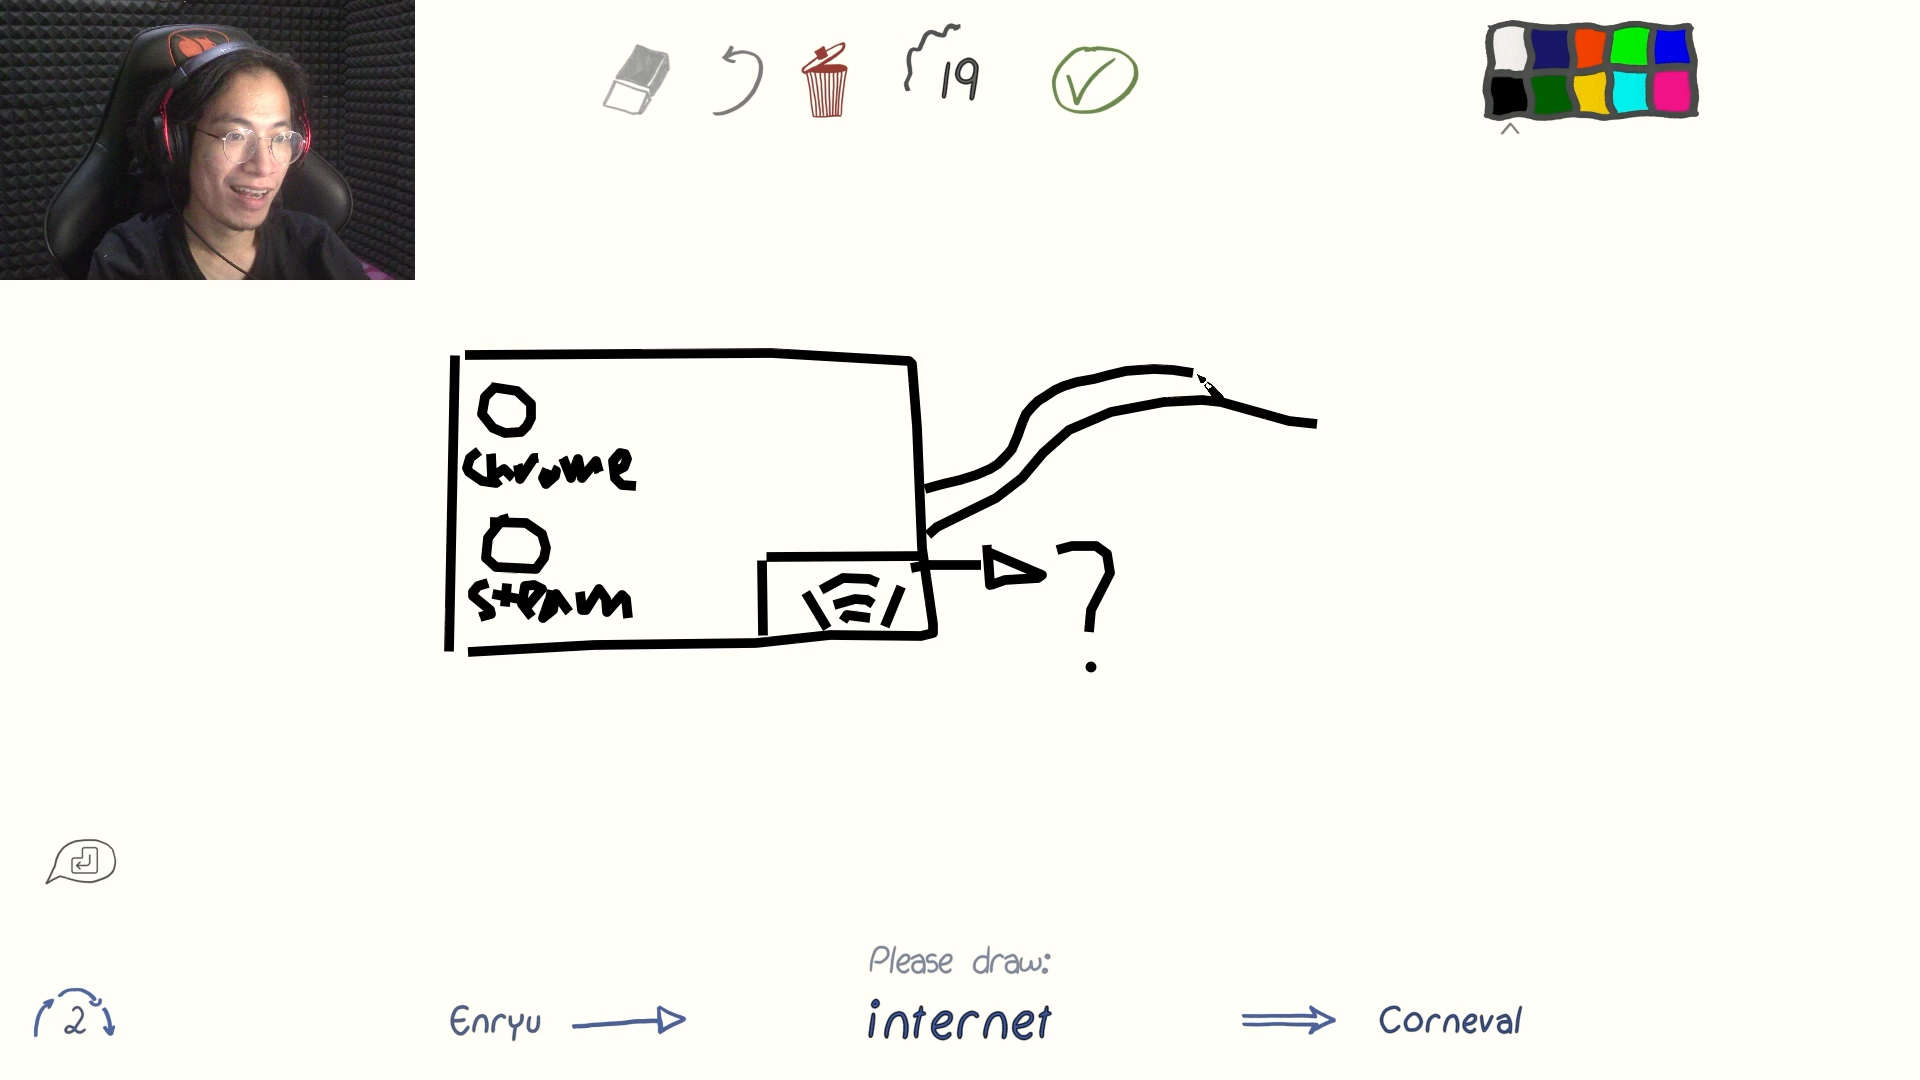 19
chrome
steam
?
Please draw:
2
Enryu
internet
Corneval